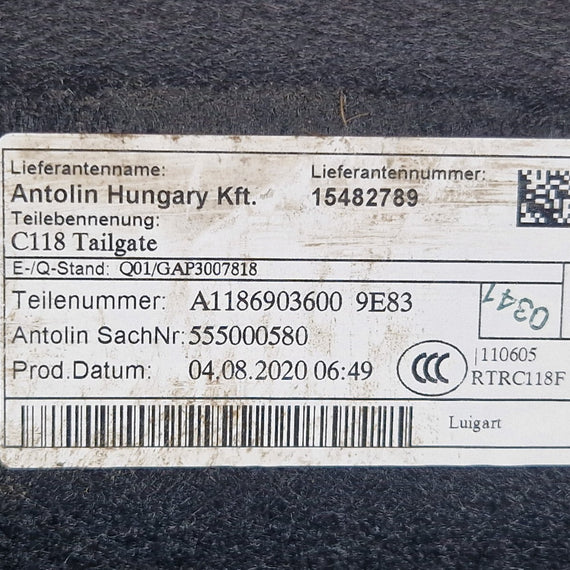 Lieferantenname: Lieferantennummer:
Antolin Hungary Kft. 15482789
Teilebennenung:
C118 Tailgate
E-/Q-Stand: Q01/GAP3007818
Teilenummer: A1186903600 9E83
0341
Antolin SachNr: 555000580
Prod.Datum: 04.08.2020 06:49
CCC
110605
RTRC118F
Luigart